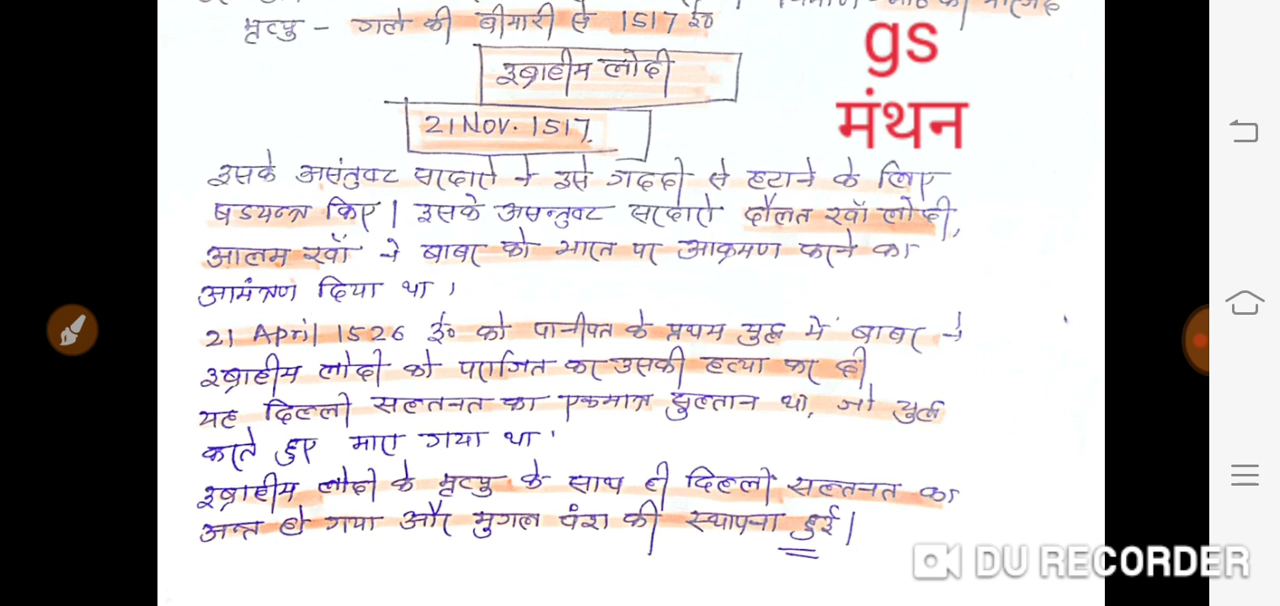 मृत्यु - गले की बीमारी से 1517 ई०
gs
मंथन
इब्राहीम लोदी
21 Nov. 1517.
इसके असंतुष्ट सरदारो ने उसे गददी से हटाने के लिए
षडयन्त्र किए। इसके असन्तुष्ट सरदारो दौलत खाँ लोदी,
आलम खाँ ने बाबर को भारत पर आक्रमण करने का
आमंत्रण दिया था।
21 April 1526 ई० को पानीपत के प्रथम युद्ध में बाबर ने
इब्राहीम लोदी को पराजित कर उसकी हत्या कर दी
यह दिल्ली सल्तनत का एकमात्र सुल्तान था, जो युद्ध
करते हुए मारा गया था।
इब्राहीम लोदी के मृत्यु के साथ ही दिल्ली सल्तनत का
अन्त हो गया और मुगल वंश की स्थापना हुई।
DU RECORDER